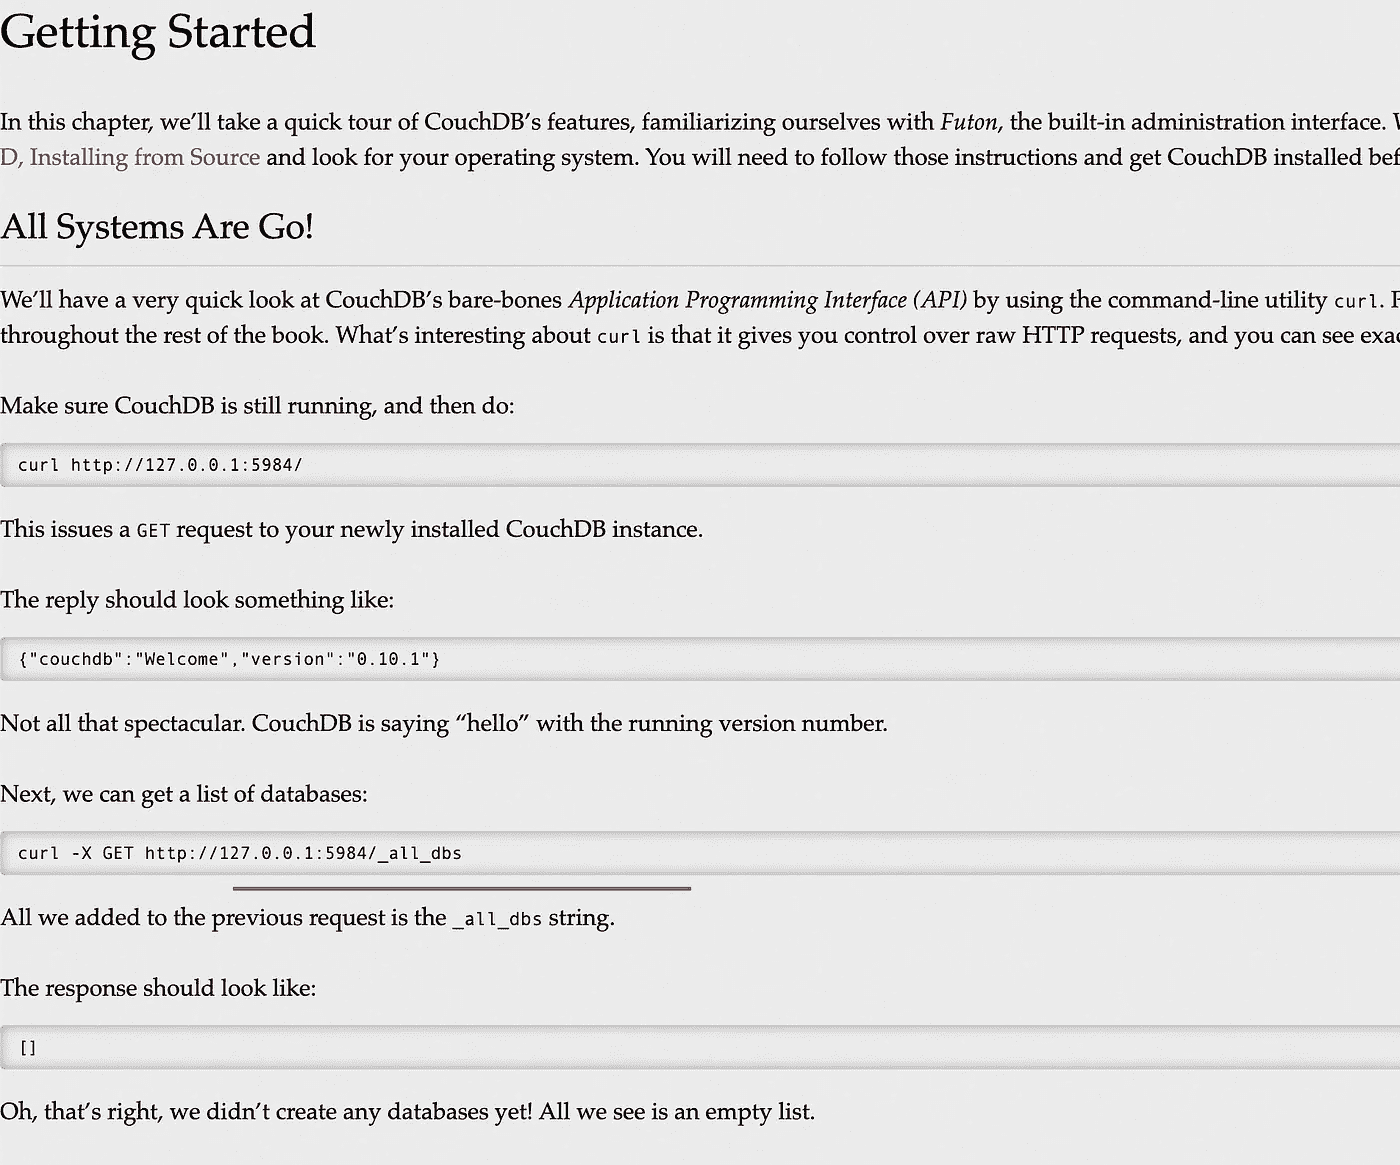 Getting Started
In this chapter, we’ll take a quick tour of CouchDB’s features, familiarizing ourselves with Futon, the built-in administration interface.
D, Installing from Source and look for your operating system. You will need to follow those instructions and get CouchDB installed
All Systems Are Go!
We’ll have a very quick look at CouchDB’s bare-bones Application Programming Interface (API) by using the command-line utility curl.
throughout the rest of the book. What’s interesting about curl is that it gives you control over raw HTTP requests, and you can see
Make sure CouchDB is still running, and then do:
curl http://127.0.0.1:5984/
This issues a GET request to your newly installed CouchDB instance.
The reply should look something like:
{"couchdb":"Welcome","version":"0.10.1"}
Not all that spectacular. CouchDB is saying “hello” with the running version number.
Next, we can get a list of databases:
curl -X GET http://127.0.0.1:5984/_all_dbs
All we added to the previous request is the _all_dbs string.
The response should look like:
[]
Oh, that’s right, we didn’t create any databases yet! All we see is an empty list.